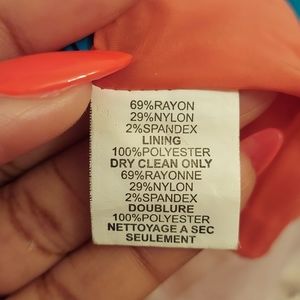 69%RAYON
29%NYLON
2%SPANDEX
LINING
100%POLYESTER
DRY CLEAN ONLY
69%RAYONNE
29%NYLON
2%SPANDEX
DOUBLURE
100%POLYESTER
NETTOYAGE A SEC
SEULEMENT